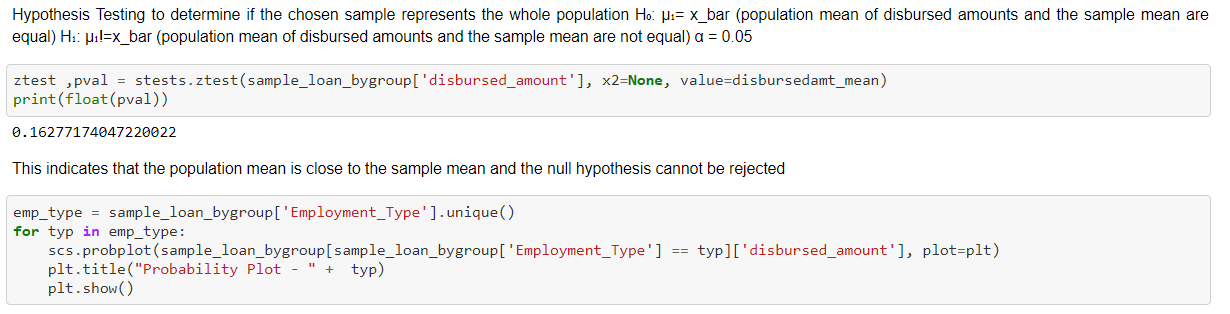 Hypothesis Testing to determine if the chosen sample represents the whole population H₀: μ₁= x_bar (population mean of disbursed amounts and the sample mean are
equal) H₁: μ₁!=x_bar (population mean of disbursed amounts and the sample mean are not equal) α = 0.05
ztest ,pval = stests.ztest(sample_loan_bygroup['disbursed_amount'], x2=None, value=disbursedamt_mean)
print(float(pval))
0.16277174047220022
This indicates that the population mean is close to the sample mean and the null hypothesis cannot be rejected
emp_type = sample_loan_bygroup['Employment_Type'].unique()
for typ in emp_type:
    scs.probplot(sample_loan_bygroup[sample_loan_bygroup['Employment_Type'] == typ]['disbursed_amount'], plot=plt)
    plt.title("Probability Plot - " +  typ)
    plt.show()